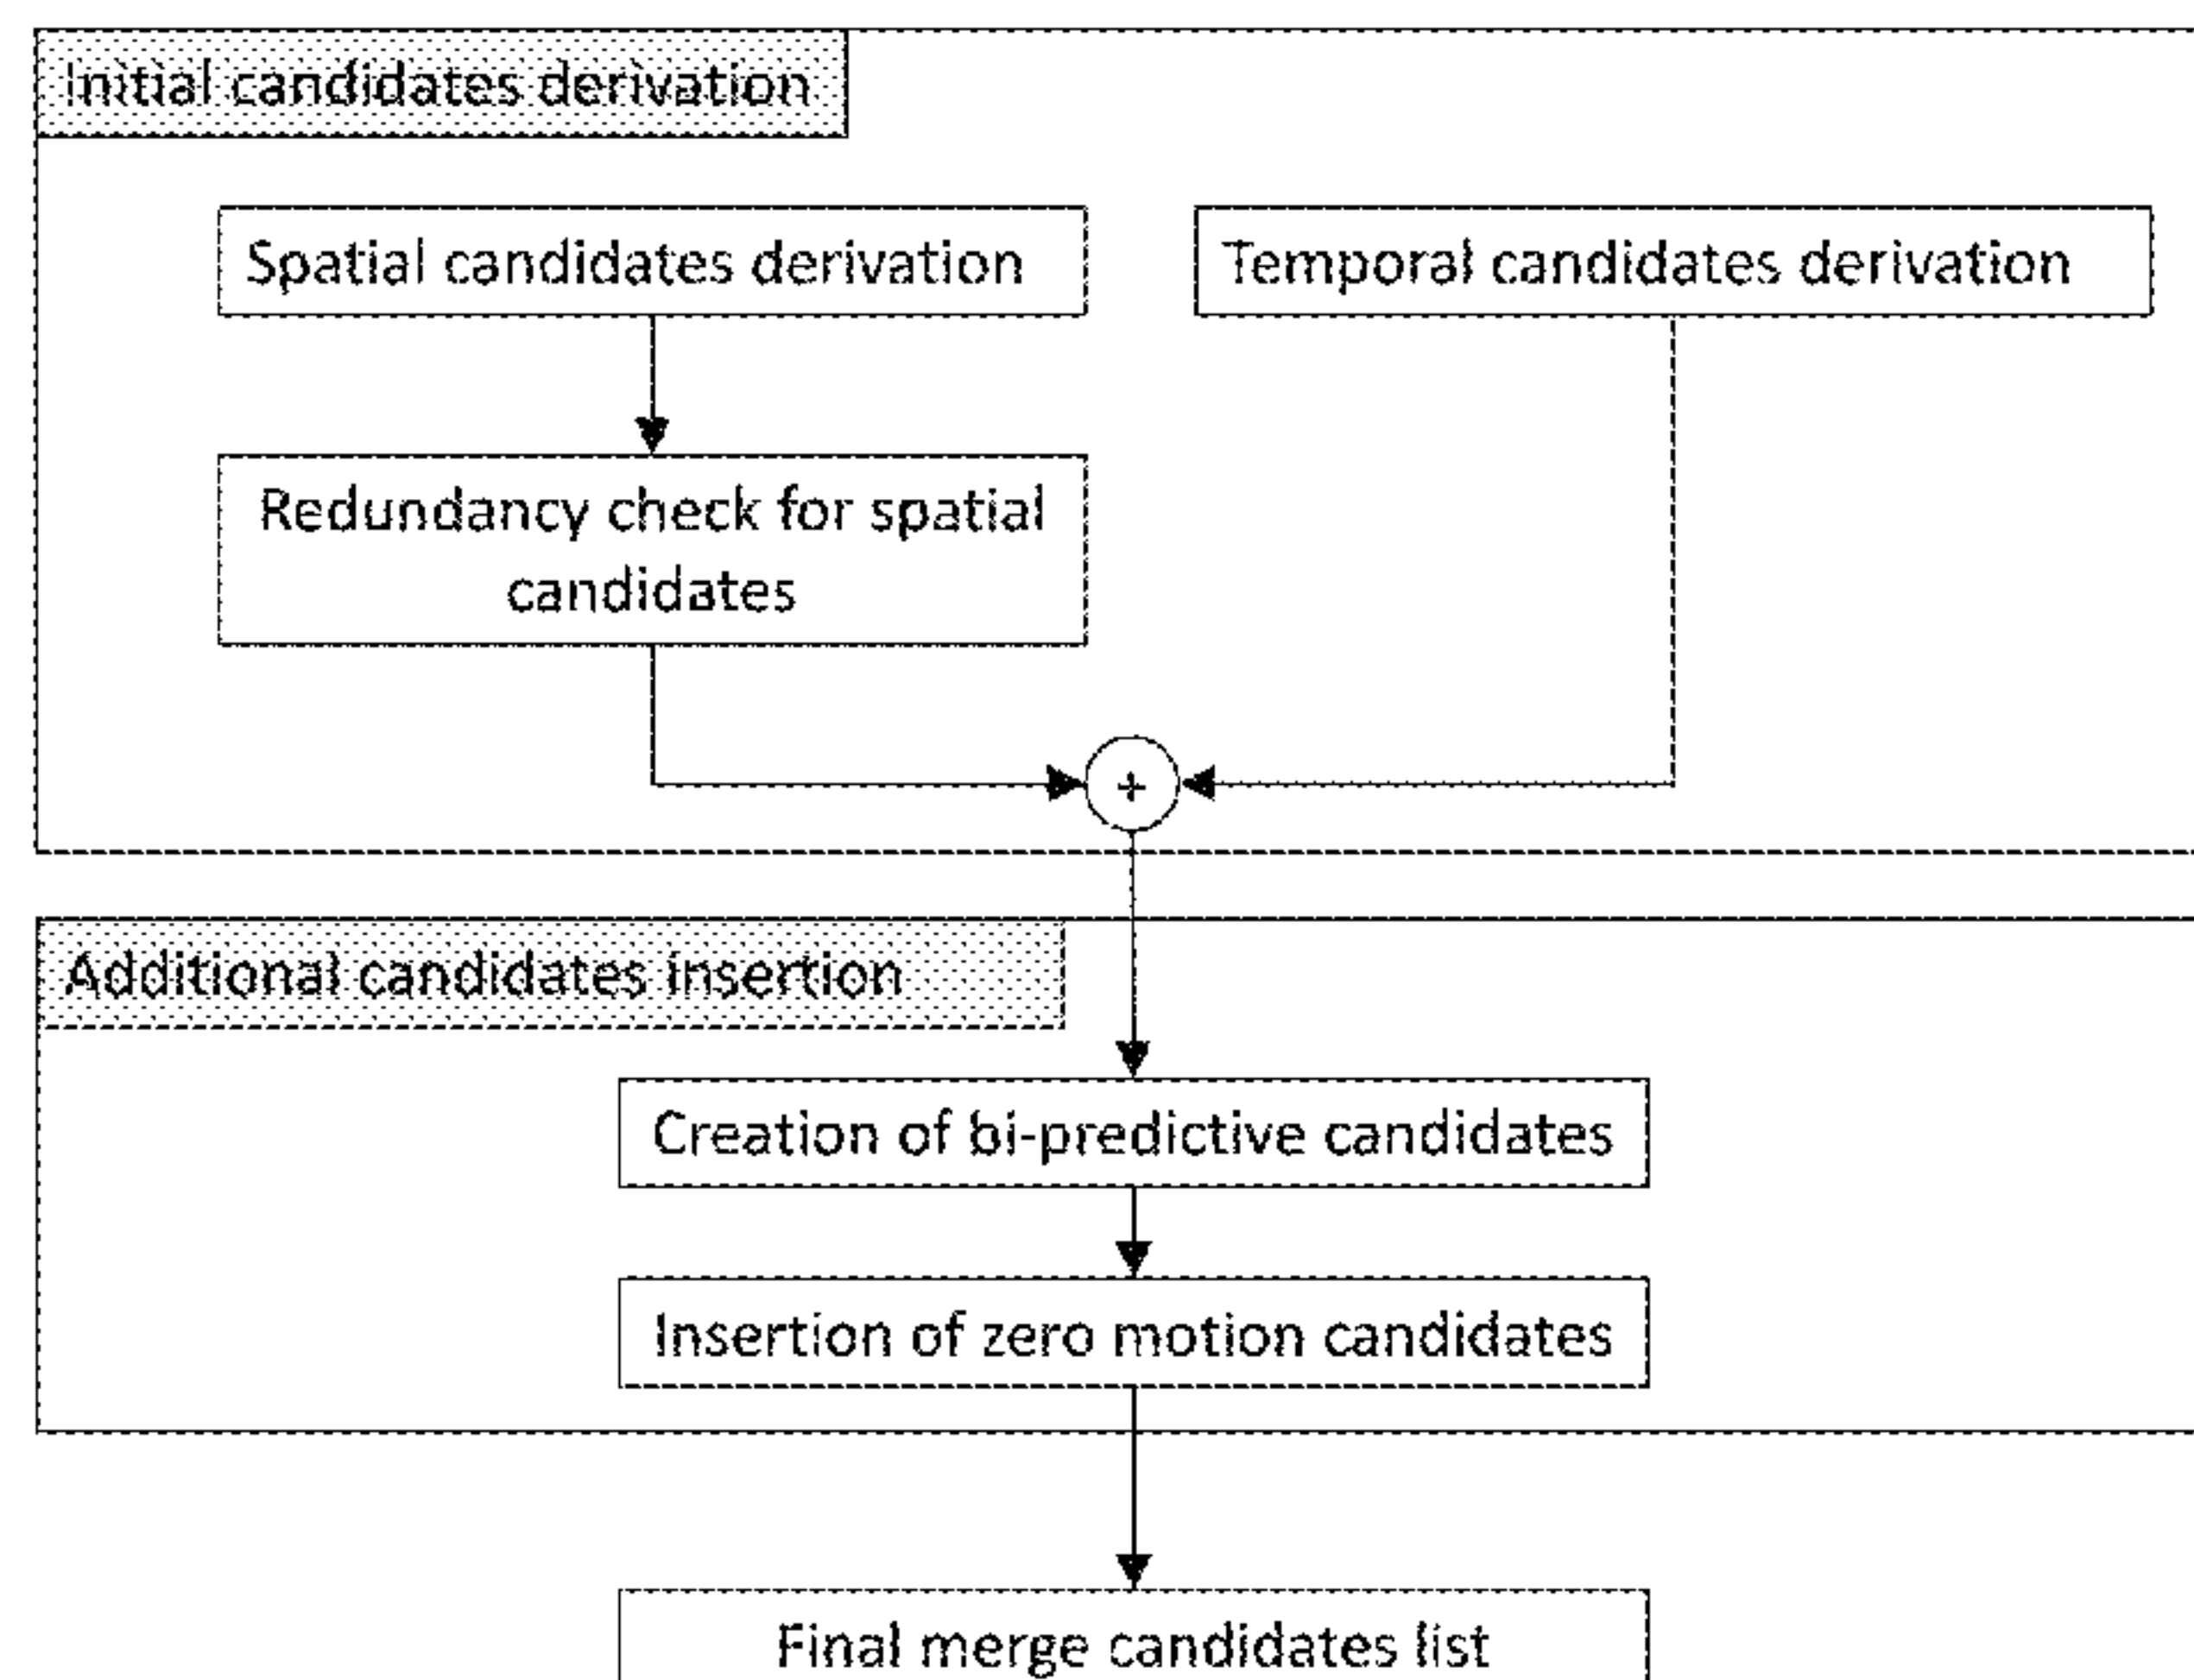 Initial candidates derivation
Spatial candidates derivation
Temporal candidates derivation
Redundancy check for spatial
candidates
+
Additional candidates insertion
Creation of bi-predictive candidates
Insertion of zero motion candidates
Final merge candidates list